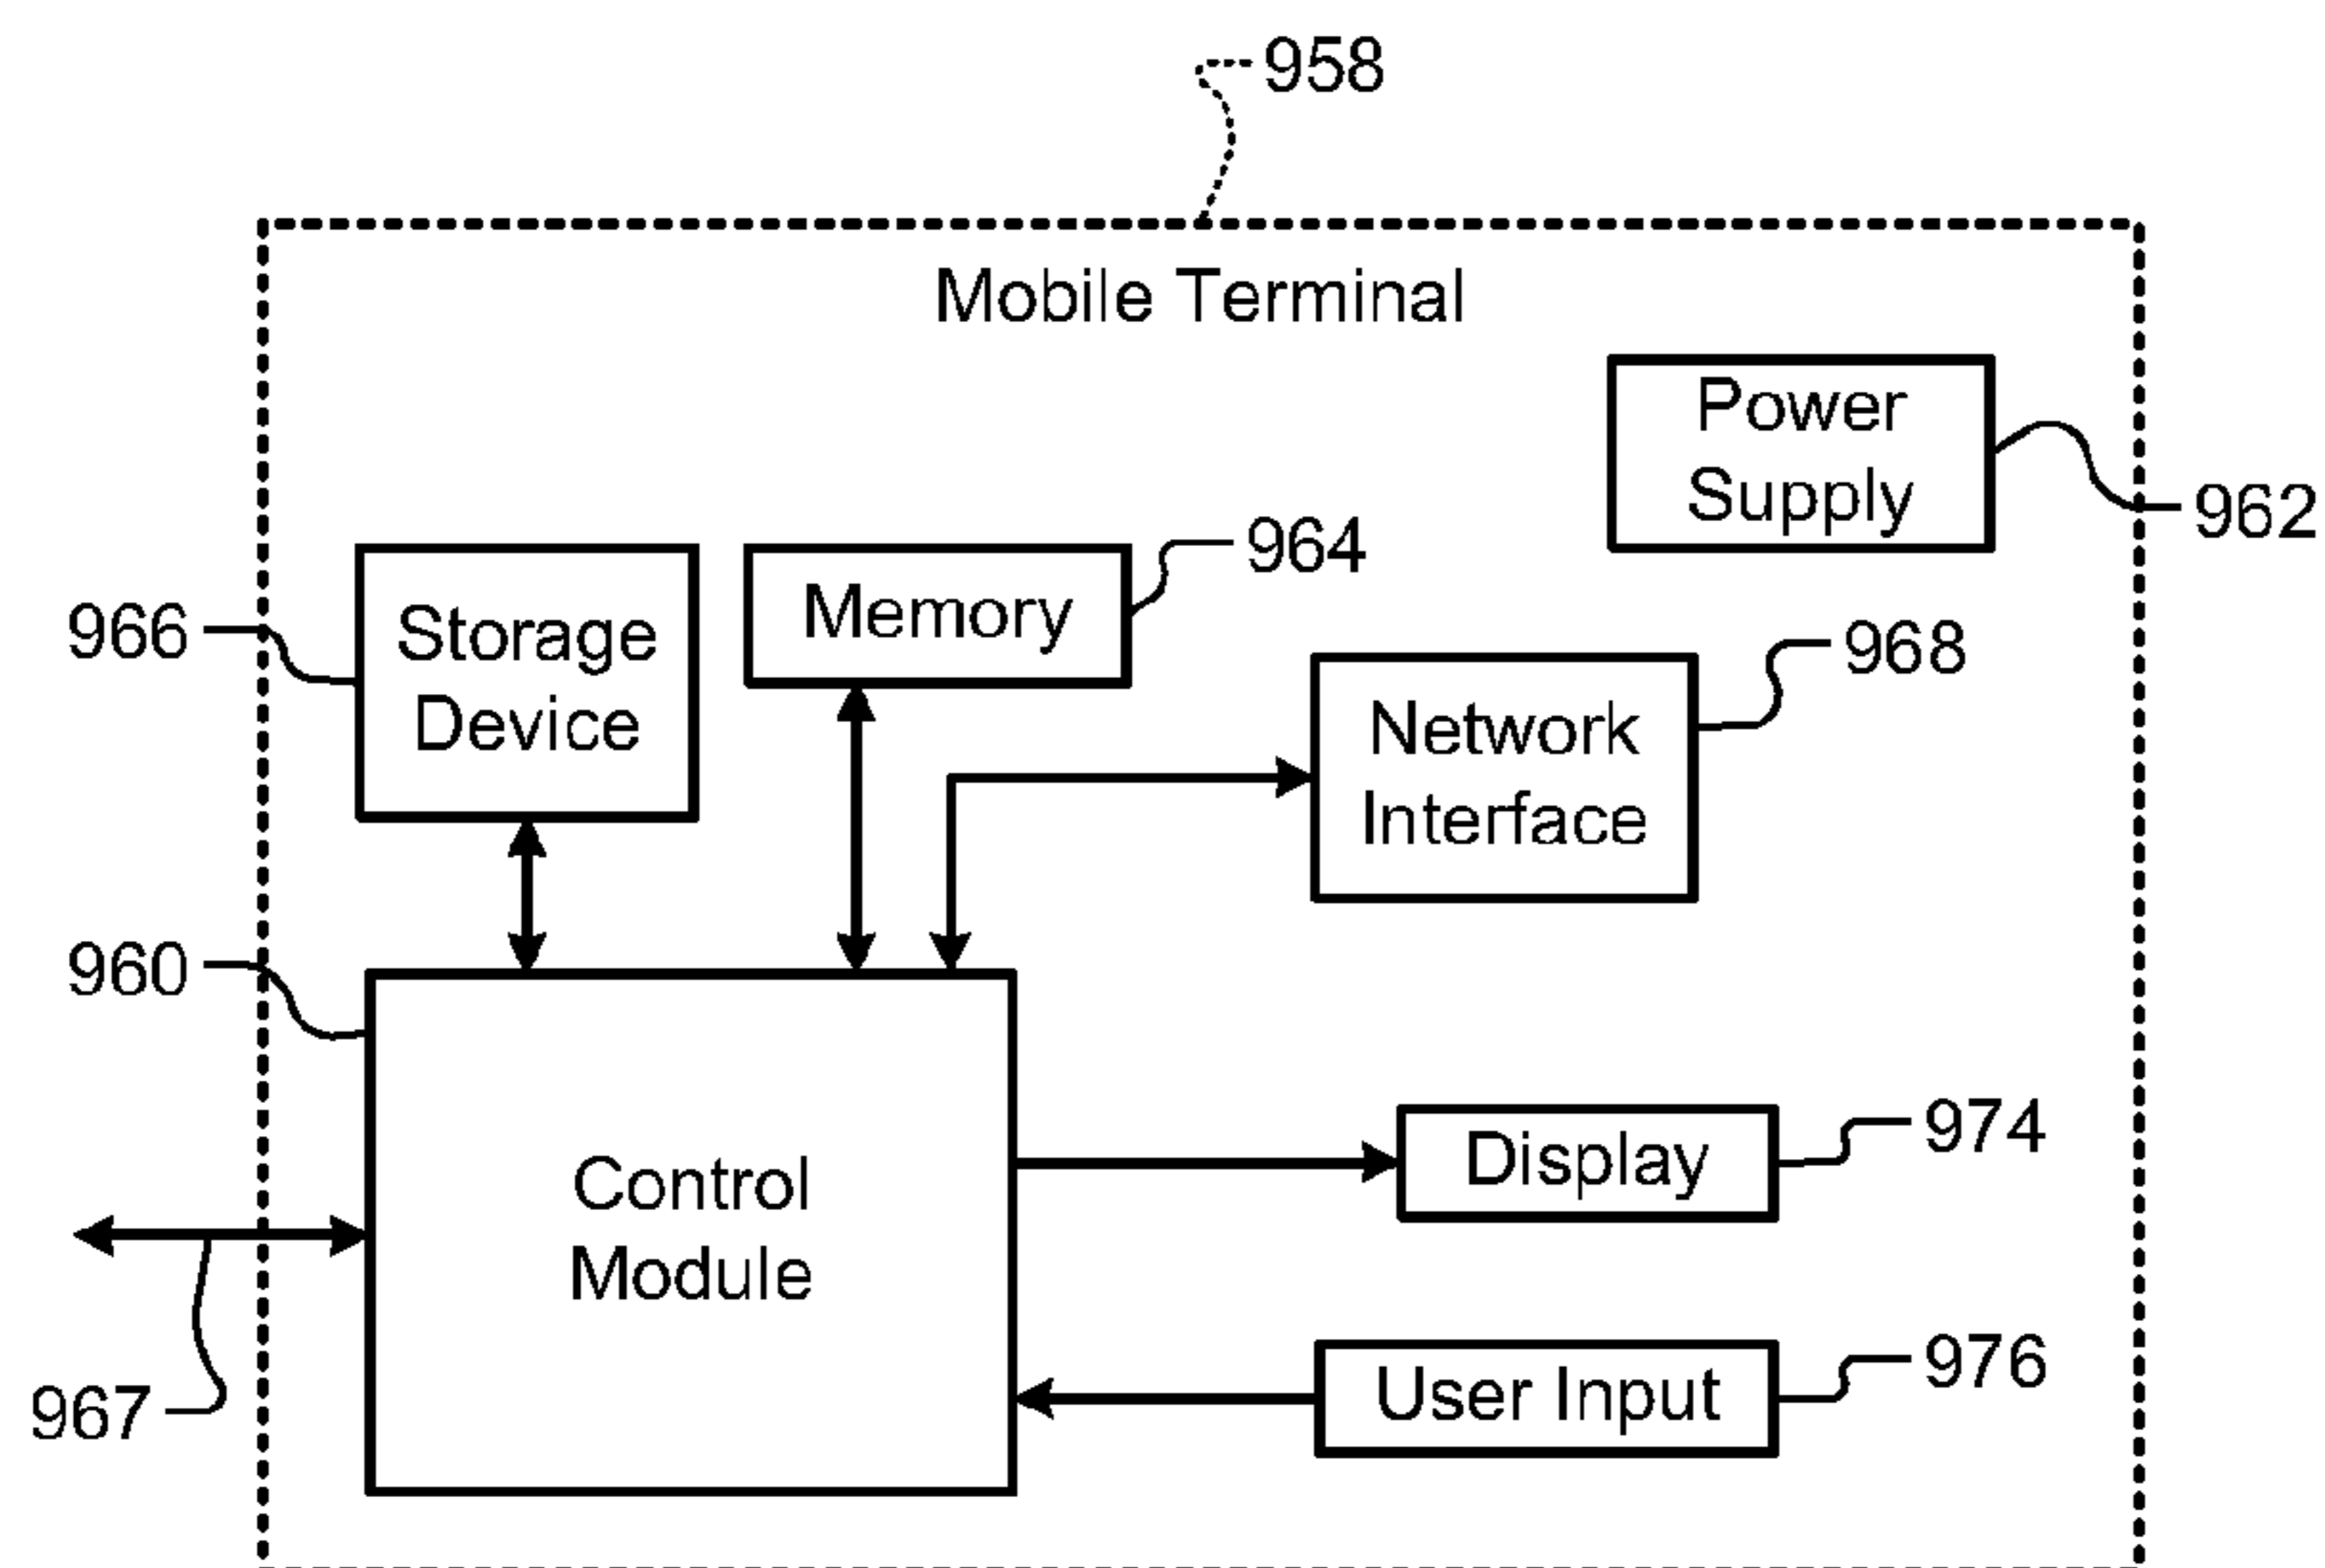 958
Mobile Terminal
Power
Supply
962
964
Memory
966
Storage
Device
968
Network
Interface
960
Control
Module
974
Display
967
976
User Input